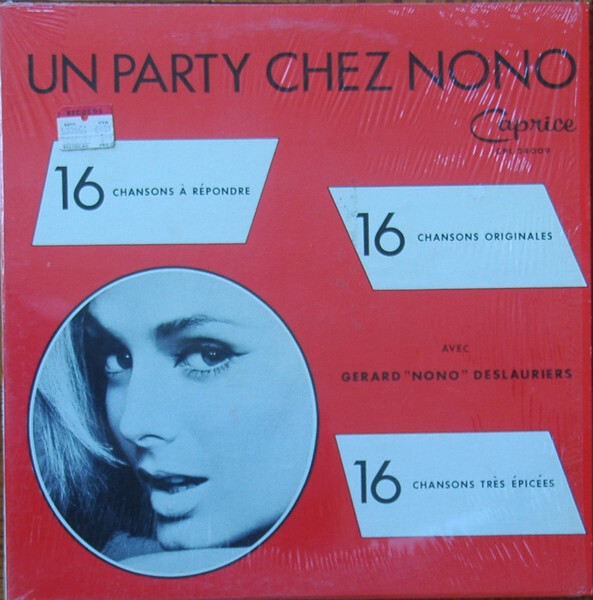 UN PARTY CHEZ NONO
Caprice
RECORDS
16 CHANSONS À RÉPONDRE
16 CHANSONS ORIGINALES
AVEC
GERARD "NONO" DESLAURIERS
16 CHANSONS TRÈS ÉPICÉES